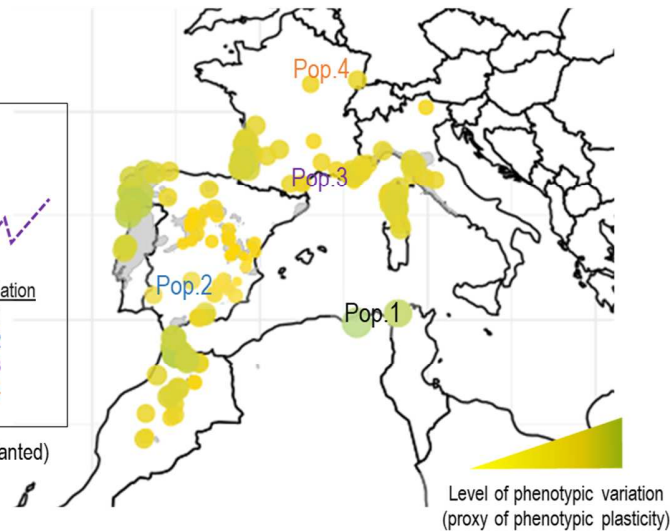 Pop.4
Pop.3
ation
Pop.2
Pop.1
anted)
Level of phenotypic variation
(proxy of phenotypic plasticity)